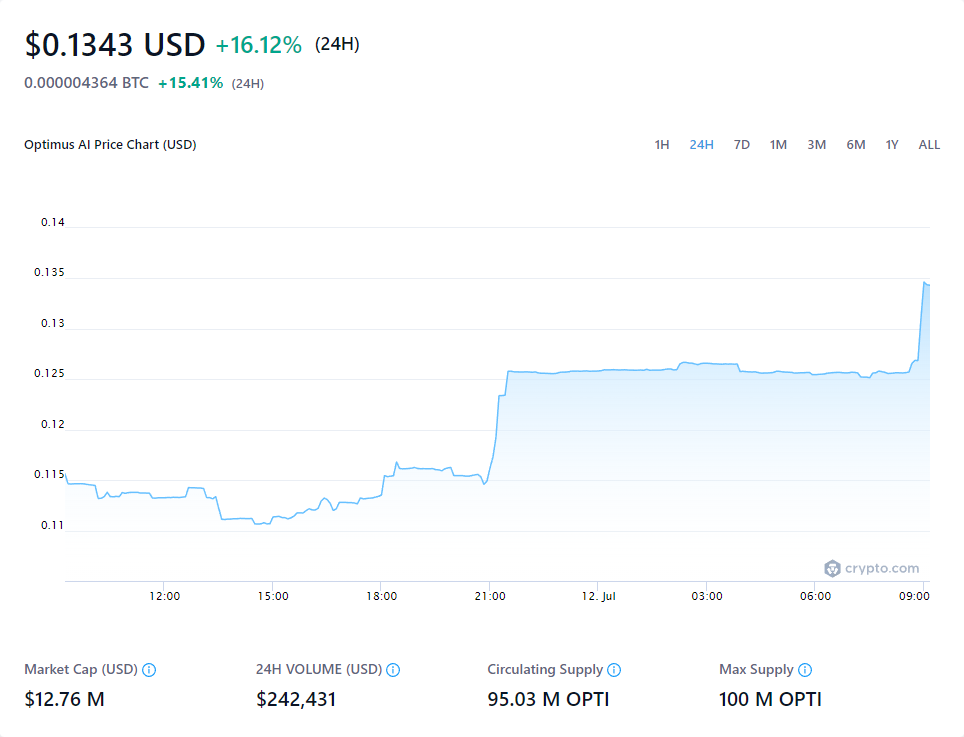 $0.1343 USD +16.12% (24H)
0.000004364 BTC +15.41% (24H)
Optimus AI Price Chart (USD) 1H 24H 7D 1M 3M 6M 1Y ALL
0.14
0.135
0.13
0.125
0.12
0.115
0.11
crypto.com
12:00 15:00 18:00 21:00 12. Jul 03:00 06:00 09:00
Market Cap (USD) 24H VOLUME (USD) Circulating Supply Max Supply
$12.76 M $242,431 95.03 M OPTI 100 M OPTI